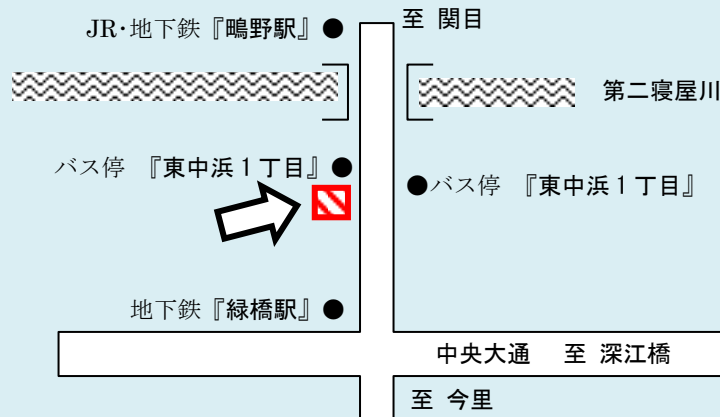 JR・地下鉄『鴫野駅』●
至 関目
第二寝屋川
バス停 『東中浜１丁目』●
●バス停 『東中浜１丁目』
地下鉄『緑橋駅』●
中央大通 至 深江橋
至 今里